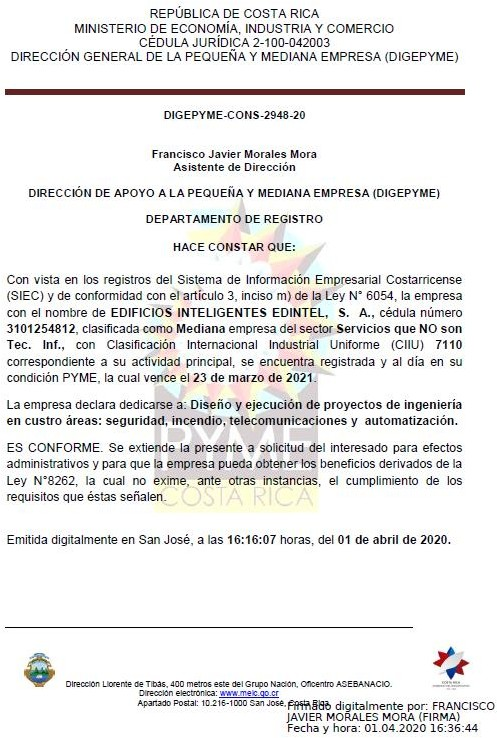 REPÚBLICA DE COSTA RICA
MINISTERIO DE ECONOMÍA, INDUSTRIA Y COMERCIO
CÉDULA JURÍDICA 2-100-042003
DIRECCIÓN GENERAL DE LA PEQUEÑA Y MEDIANA EMPRESA (DIGEPYME)
DIGEPYME-CONS-2948-20
Francisco Javier Morales Mora
Asistente de Dirección
DIRECCIÓN DE APOYO A LA PEQUEÑA Y MEDIANA EMPRESA (DIGEPYME)
DEPARTAMENTO DE REGISTRO
HACE CONSTAR QUE:
Con vista en los registros del Sistema de Información Empresarial Costarricense
(SIEC) y de conformidad con el artículo 3, inciso m) de la Ley N° 6054, la empresa
con el nombre de EDIFICIOS INTELIGENTES EDINTEL, S. A., cédula número
3101254812, clasificada como Mediana empresa del sector Servicios que NO son
Tec. Inf., con Clasificación Internacional Industrial Uniforme (CIIU) 7110
correspondiente a su actividad principal, se encuentra registrada y al día en su
condición PYME, la cual vence el 23 de marzo de 2021.
La empresa declara dedicarse a: Diseño y ejecución de proyectos de ingeniería
en custro áreas: seguridad, incendio, telecomunicaciones y automatización.
PYME
COSTA RICA
ES CONFORME. Se extiende la presente a solicitud del interesado para efectos
administrativos y para que la empresa pueda obtener los beneficios derivados de la
Ley N°8262, la cual no exime, ante otras instancias, el cumplimiento de los
requisitos que éstas señalen.
Emitida digitalmente en San José, a las 16:16:07 horas, del 01 de abril de 2020.
Dirección Llorente de Tibás, 400 metros este del Grupo Nación, Oficentro ASEBANACIO.
Dirección electrónica: www.meic.go.cr
Apartado Postal: 10.216-1000 San José, Costa Rica
Firmado digitalmente por: FRANCISCO
JAVIER MORALES MORA (FIRMA)
Fecha y hora: 01.04.2020 16:36:44